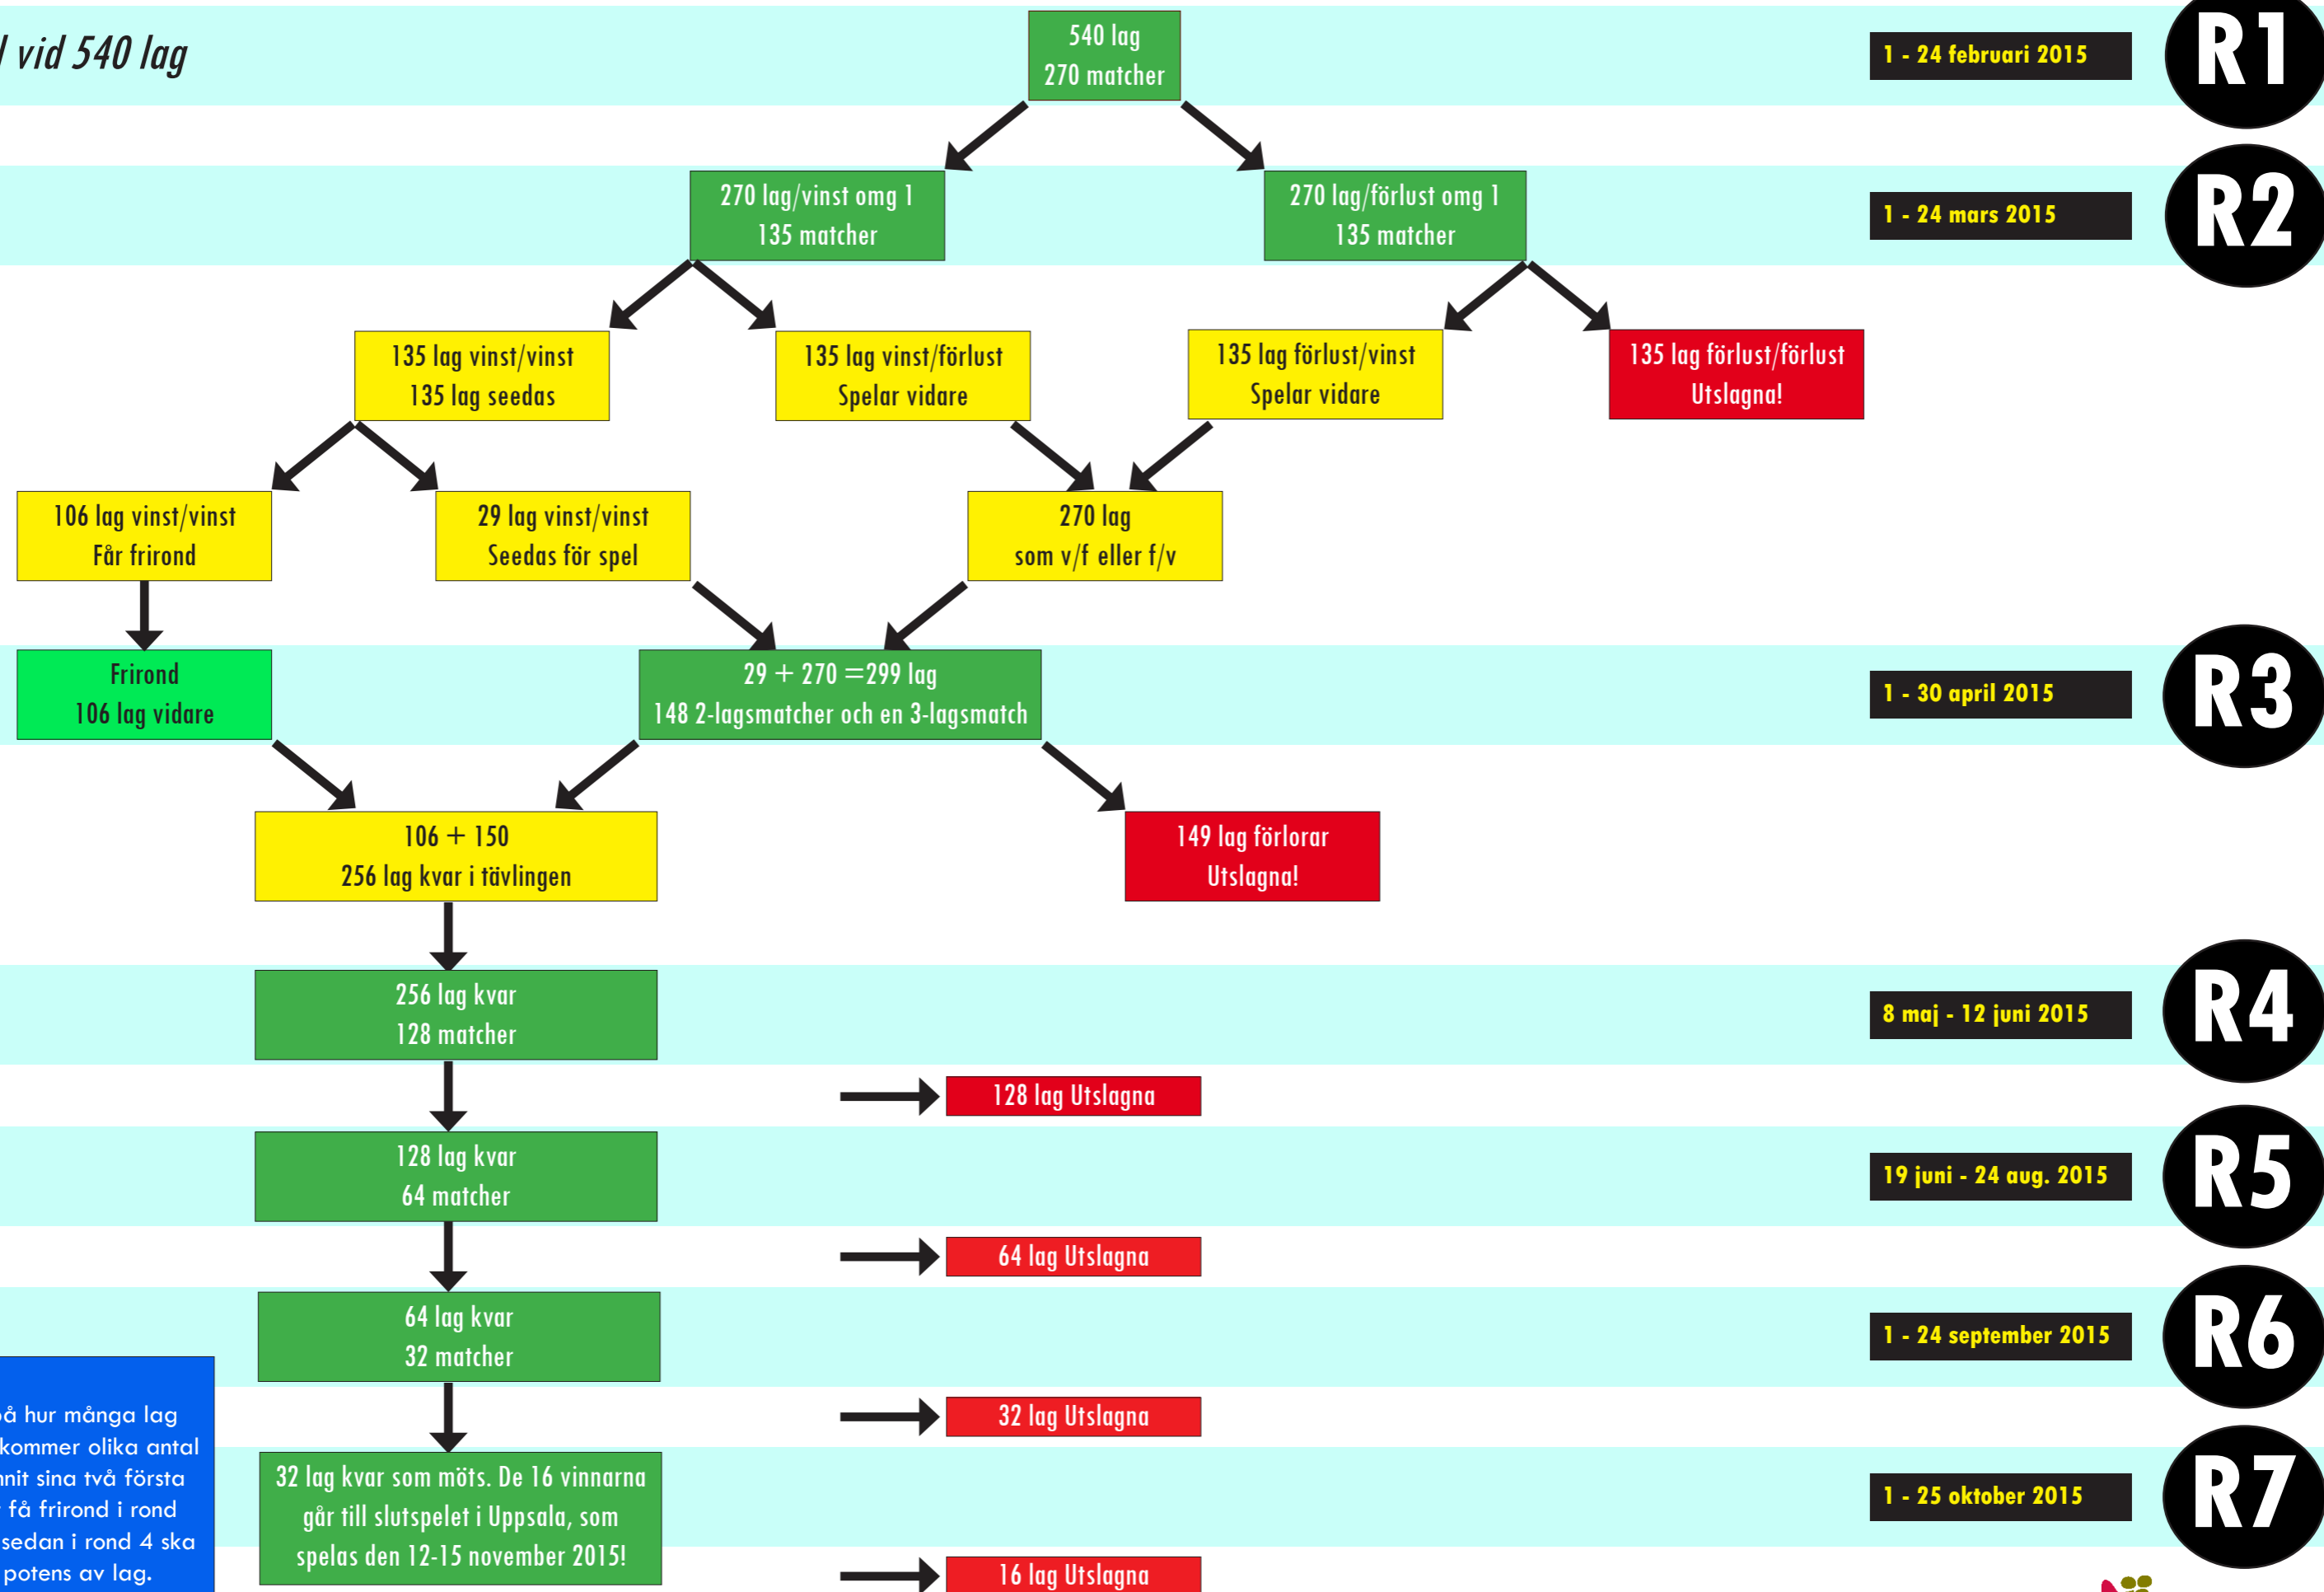 vid 540 lag
540 lag
270 matcher
1 - 24 februari 2015
R1
270 lag/vinst omg 1
135 matcher
270 lag/förlust omg 1
135 matcher
1 - 24 mars 2015
R2
135 lag vinst/vinst
135 lag seedas
135 lag vinst/förlust
Spelar vidare
135 lag förlust/vinst
Spelar vidare
135 lag förlust/förlust
Utslagna!
106 lag vinst/vinst
Får frirond
29 lag vinst/vinst
Seedas för spel
270 lag
som v/f eller f/v
Frirond
106 lag vidare
29 + 270 =299 lag
148 2-lagsmatcher och en 3-lagsmatch
1 - 30 april 2015
R3
106 + 150
256 lag kvar i tävlingen
149 lag förlorar
Utslagna!
256 lag kvar
128 matcher
8 maj - 12 juni 2015
R4
128 lag Utslagna
128 lag kvar
64 matcher
19 juni - 24 aug. 2015
R5
64 lag Utslagna
64 lag kvar
32 matcher
1 - 24 september 2015
R6
32 lag Utslagna
på hur många lag
kommer olika antal
nnit sina två första
få frirond i rond
sedan i rond 4 ska
potens av lag.
32 lag kvar som möts. De 16 vinnarna
går till slutspelet i Uppsala, som
spelas den 12-15 november 2015!
1 - 25 oktober 2015
R7
16 lag Utslagna